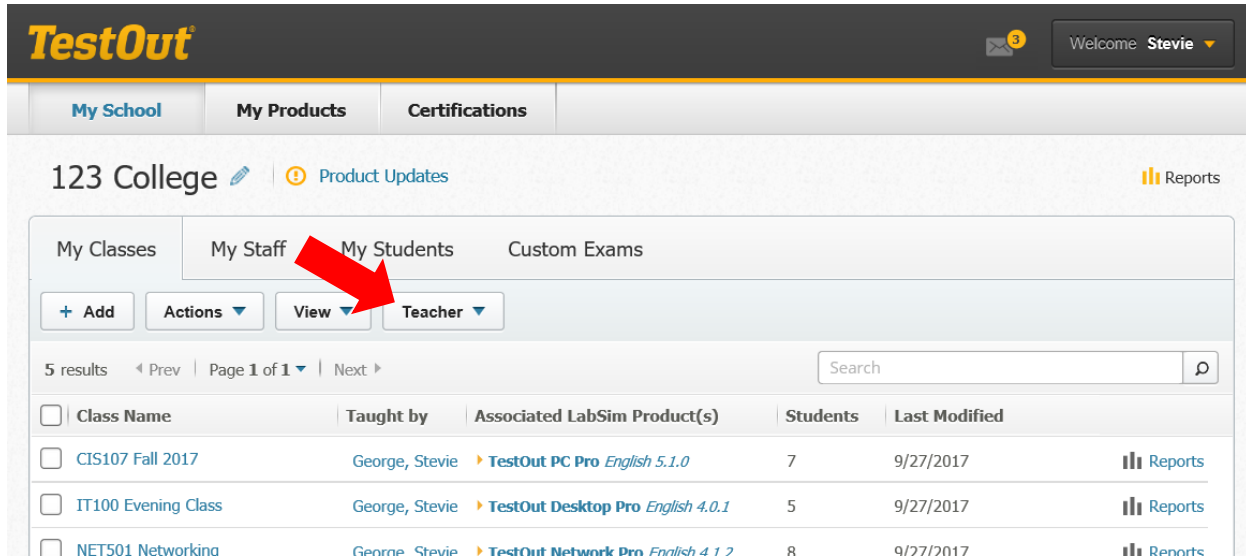 TestOut®
3
Welcome Stevie
My School My Products Certifications
123 College Product Updates Reports
My Classes My Staff My Students Custom Exams
+ Add Actions View Teacher
5 results Prev Page 1 of 1 Next Search
Class Name Taught by Associated LabSim Product(s) Students Last Modified
CIS107 Fall 2017 George, Stevie TestOut PC Pro English 5.1.0 7 9/27/2017 Reports
IT100 Evening Class George, Stevie TestOut Desktop Pro English 4.0.1 5 9/27/2017 Reports
NET501 Networking George, Stevie TestOut Network Pro English 4.1.2 8 9/27/2017 Reports